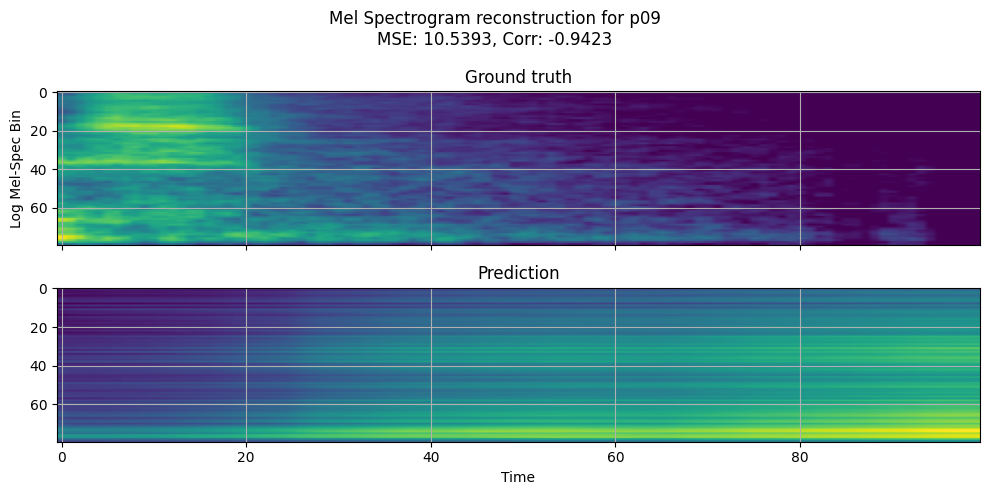 Mel Spectrogram reconstruction for p09
MSE: 10.5393, Corr: -0.9423
Ground truth
Log Mel-Spec Bin
0
20
40
60
Prediction
0
20
40
60
0 20 40 60 80
Time